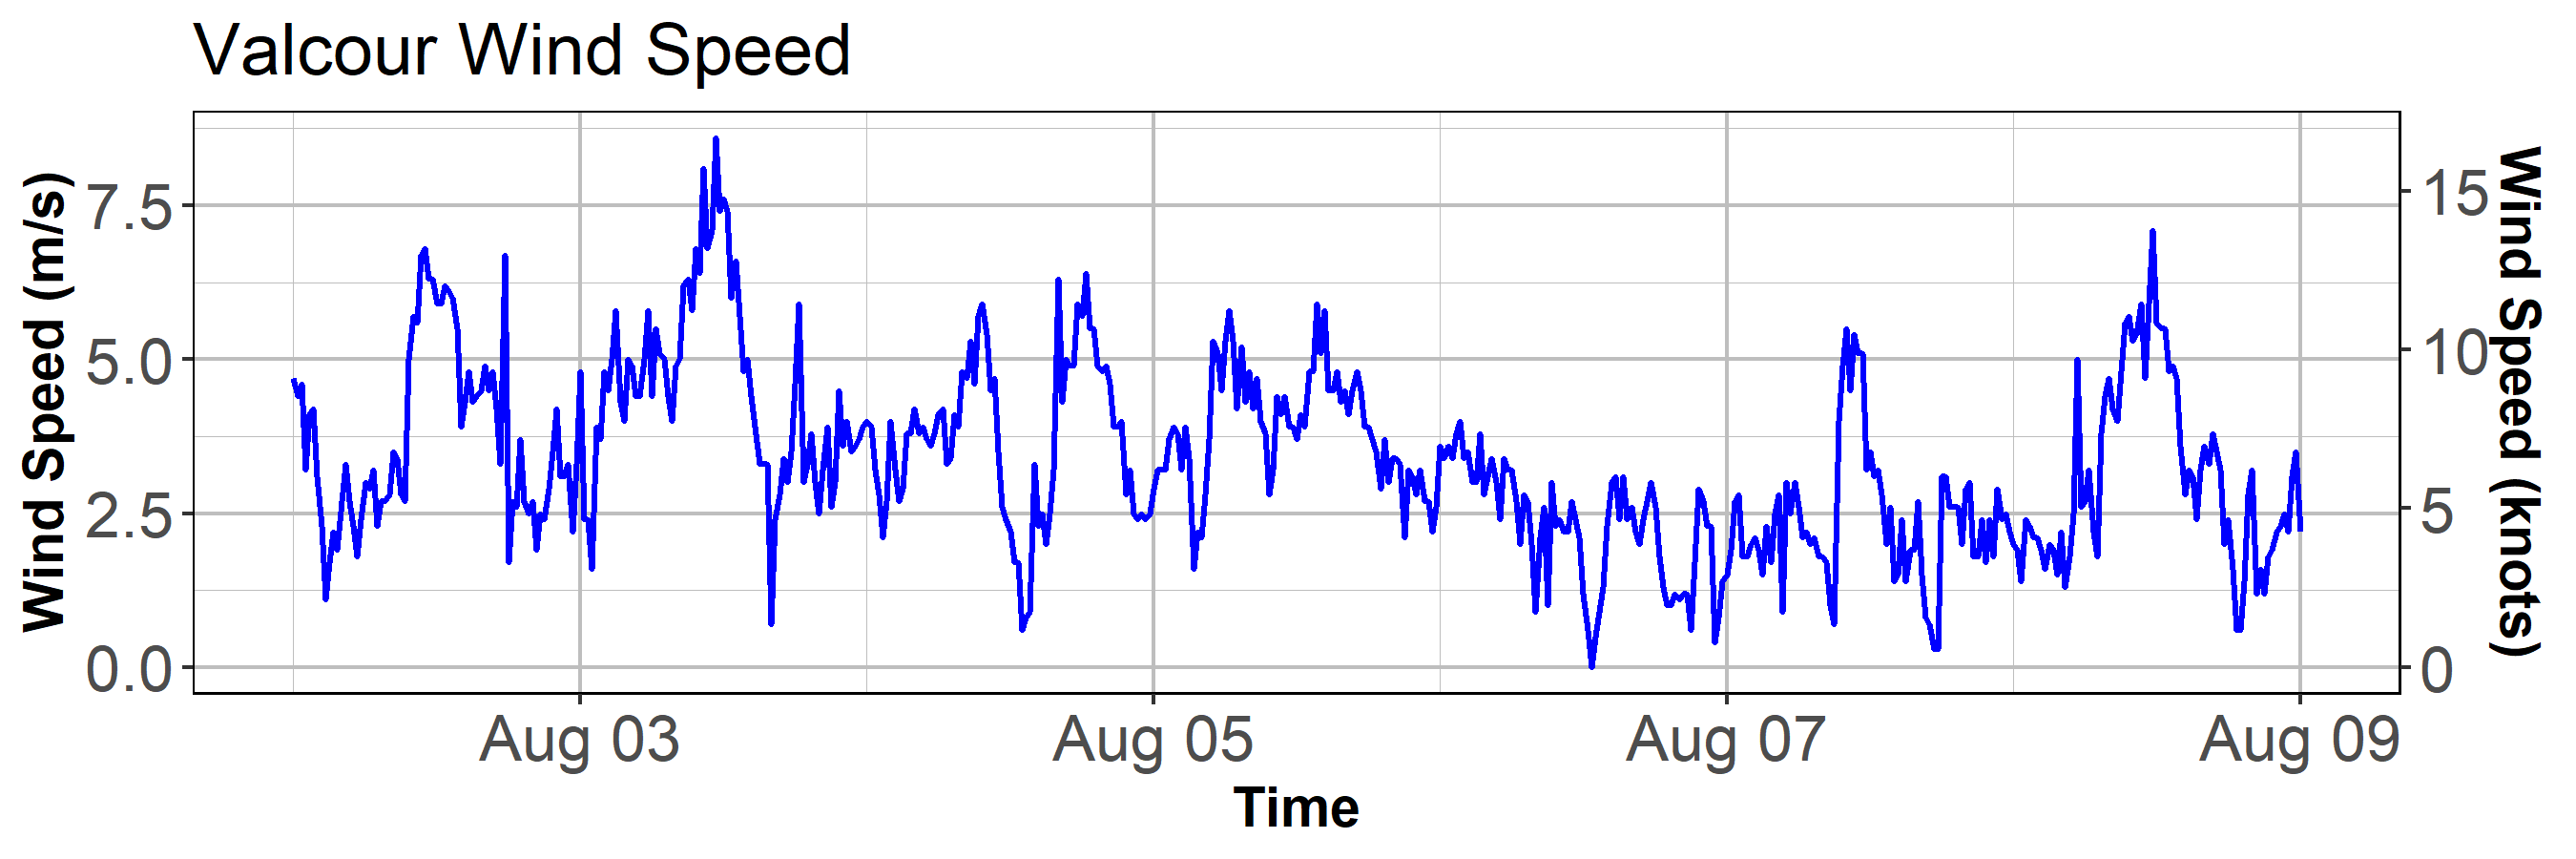 Valcour Wind Speed
Wind Speed (m/s)
7.5
5.0
2.5
0.0
15
10
5
0
Wind Speed (knots)
Aug 03
Aug 05
Aug 07
Aug 09
Time